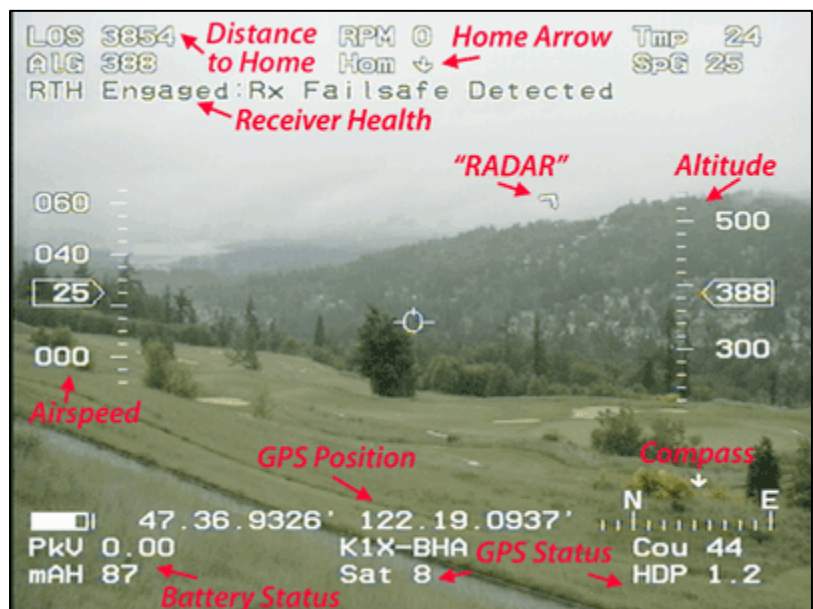 LOS 3854 Distance to Home RPM 0 Home Arrow Tmp 24
AlG 388 Hom SpG 25
RTH Engaged:Rx Failsafe Detected
Receiver Health
"RADAR" Altitude
060
500
040
25 0 388
300
000
Airspeed
GPS Position Compass
N E
47.36.9326' 122.19.0937'
PkV 0.00 K1X-BHA GPS Status Cou 44
mAH 87 Sat 8 HDP 1.2
Battery Status